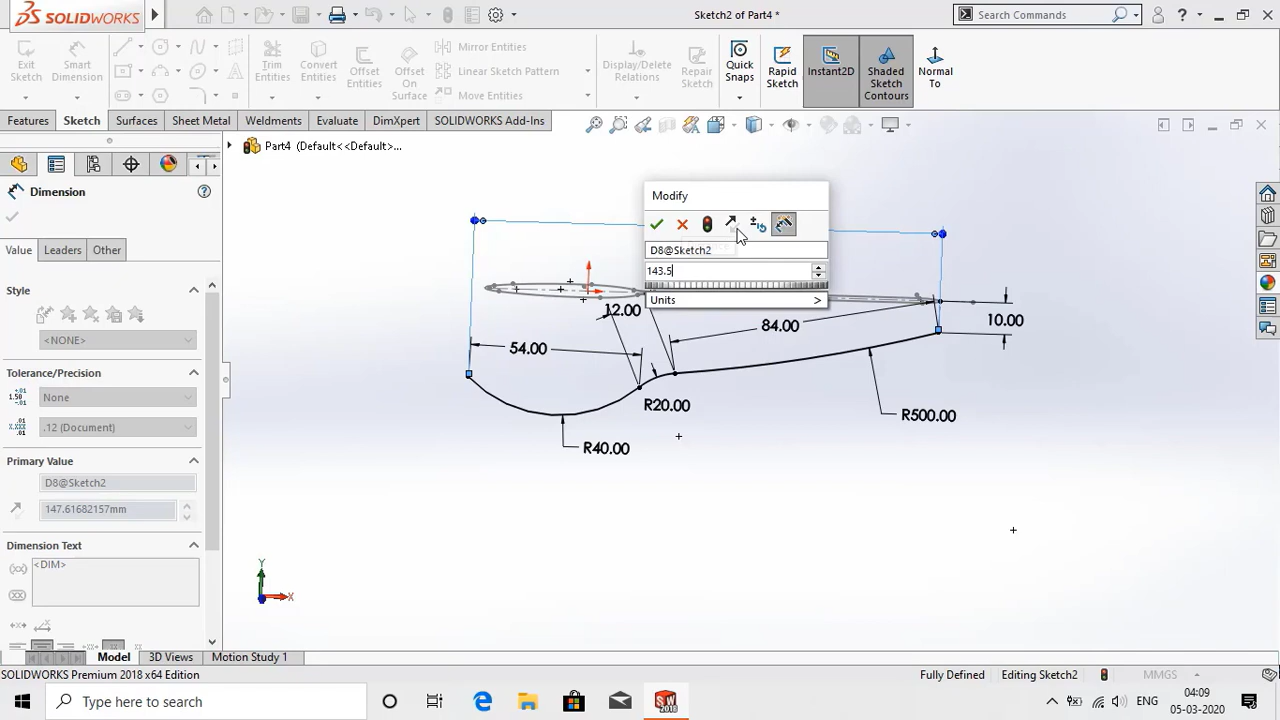 SOLIDWORKS
Sketch2 of Part4 *
Search Commands
Exit Sketch
Smart Dimensions
Trim Entities
Convert Entities
Offset Entities
Offset On Surface
Mirror Entities
Linear Sketch Pattern
Move Entities
Display/Delete Relations
Repair Sketch
Quick Snaps
Rapid Sketch
Instant2D
Shaded Sketch Contours
Normal To
Features
Sketch
Surfaces
Sheet Metal
Weldments
Evaluate
DimXpert
SOLIDWORKS Add-Ins
Part4 (Default<<Default>...
Dimension
Value
Leaders
Other
Style
<NONE>
Tolerance/Precision
None
.12 (Document)
Primary Value
D8@Sketch2
147.61682157mm
Dimension Text
<DIM>
Modify
D8@Sketch2
143.5
Units
12.00
84.00
10.00
54.00
R20.00
R500.00
R40.00
Y
X
Model
3D Views
Motion Study 1
SOLIDWORKS Premium 2018 x64 Edition
Fully Defined
Editing Sketch2
MMGS
Type here to search
ENG
04:09
05-03-2020